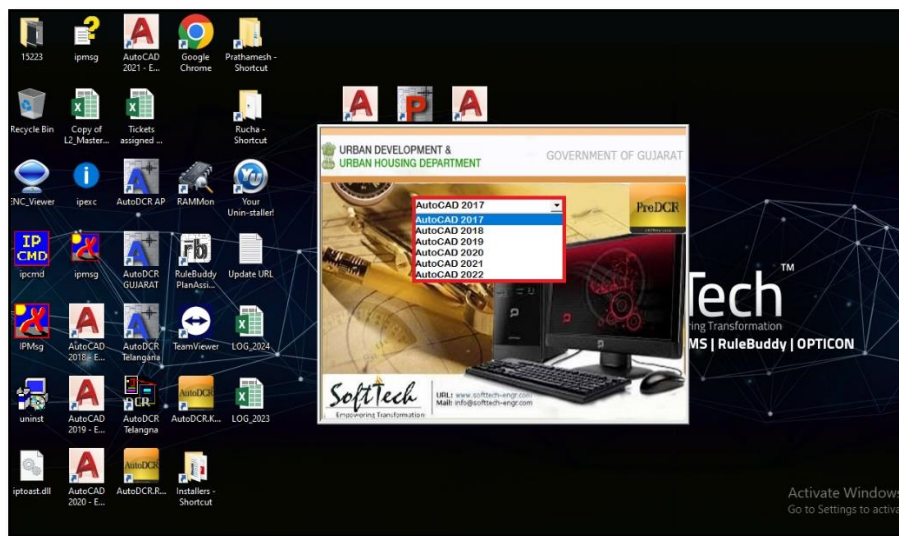 15223
ipmsg
AutoCAD
2021 - E...
Google
Chrome
Prathamesh -
Shortcut
Recycle Bin
Copy of
L2_Master...
Tickets
assigned ...
Rucha -
Shortcut
ENC_Viewer
ipexc
AutoDCR AP
RAMMon
Your
Unin-staller!
IP
CMD
ipcmd
ipmsg
AutoDCR
GUJARAT
RuleBuddy
PlanAssi...
Update URL
IPMsg
AutoCAD
2018 - E...
AutoDCR
Telangana
TeamViewer
LOG_2024
uninst
AutoCAD
2019 - E...
AutoDCR
Telangna
AutoDCR
AutoDCR.K...
LOG_2023
iptoast.dll
AutoCAD
2020 - E...
AutoDCR
AutoDCR.R...
Installers -
Shortcut
URBAN DEVELOPMENT &
URBAN HOUSING DEPARTMENT
GOVERNMENT OF GUJARAT
PreDCR
AutoCAD 2017
AutoCAD 2017
AutoCAD 2018
AutoCAD 2019
AutoCAD 2020
AutoCAD 2021
AutoCAD 2022
SoftTech
Empowering Transformation
URL: www.softtech-engr.com
Mail: info@softtech-engr.com
Tech™
ring Transformation
MS | RuleBuddy | OPTICON
Activate Windows
Go to Settings to activa